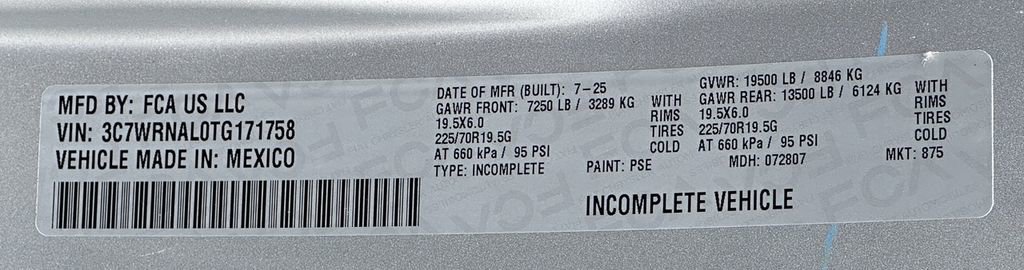 MFD BY: FCA US LLC
VIN: 3C7WRNAL0TG171758
VEHICLE MADE IN: MEXICO
DATE OF MFR (BUILT): 7-25
GAWR FRONT: 7250 LB / 3289 KG
19.5X6.0
225/70R19.5G
AT 660 kPa / 95 PSI
TYPE: INCOMPLETE
WITH
RIMS
TIRES
COLD
PAINT: PSE
GVWR: 19500 LB / 8846 KG
GAWR REAR: 13500 LB / 6124 KG
19.5X6.0
225/70R19.5G
AT 660 kPa / 95 PSI
WITH
RIMS
TIRES
COLD
MDH: 072807
MKT: 875
INCOMPLETE VEHICLE